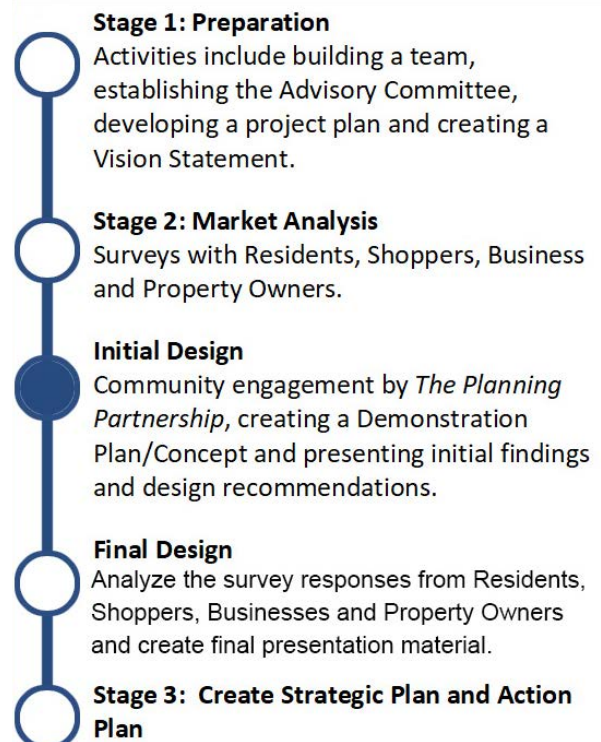 Stage 1: Preparation
Activities include building a team,
establishing the Advisory Committee,
developing a project plan and creating a
Vision Statement.
Stage 2: Market Analysis
Surveys with Residents, Shoppers, Business
and Property Owners.
Initial Design
Community engagement by The Planning
Partnership, creating a Demonstration
Plan/Concept and presenting initial findings
and design recommendations.
Final Design
Analyze the survey responses from Residents,
Shoppers, Businesses and Property Owners
and create final presentation material.
Stage 3:  Create Strategic Plan and Action
Plan